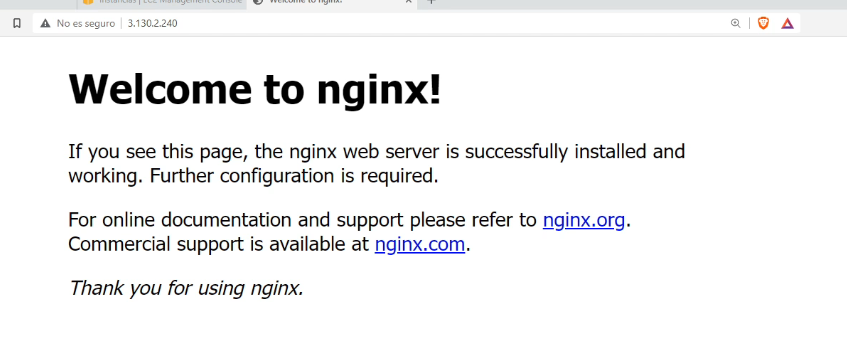 Instancias | EC2 Management Console
Welcome to nginx!
No es seguro | 3.130.2.240
Welcome to nginx!
If you see this page, the nginx web server is successfully installed and
working. Further configuration is required.
For online documentation and support please refer to nginx.org.
Commercial support is available at nginx.com.
Thank you for using nginx.